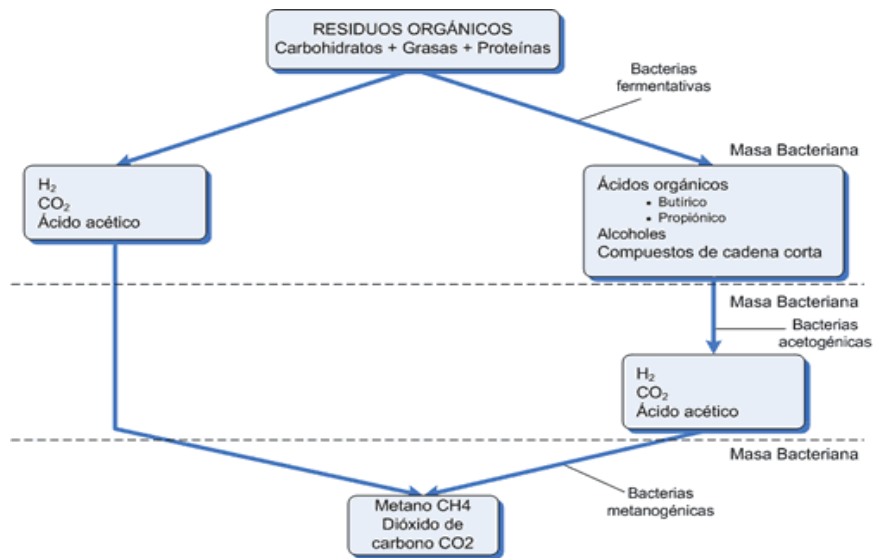 RESIDUOS ORGÁNICOS
Carbohidratos + Grasas + Proteínas
Bacterias
fermentativas
Masa Bacteriana
H₂
CO₂
Ácido acético
Ácidos orgánicos
• Butírico
• Propiónico
Alcoholes
Compuestos de cadena corta
Masa Bacteriana
Bacterias
acetogénicas
H₂
CO₂
Ácido acético
Masa Bacteriana
Bacterias
metanogénicas
Metano CH4
Dióxido de
carbono CO2